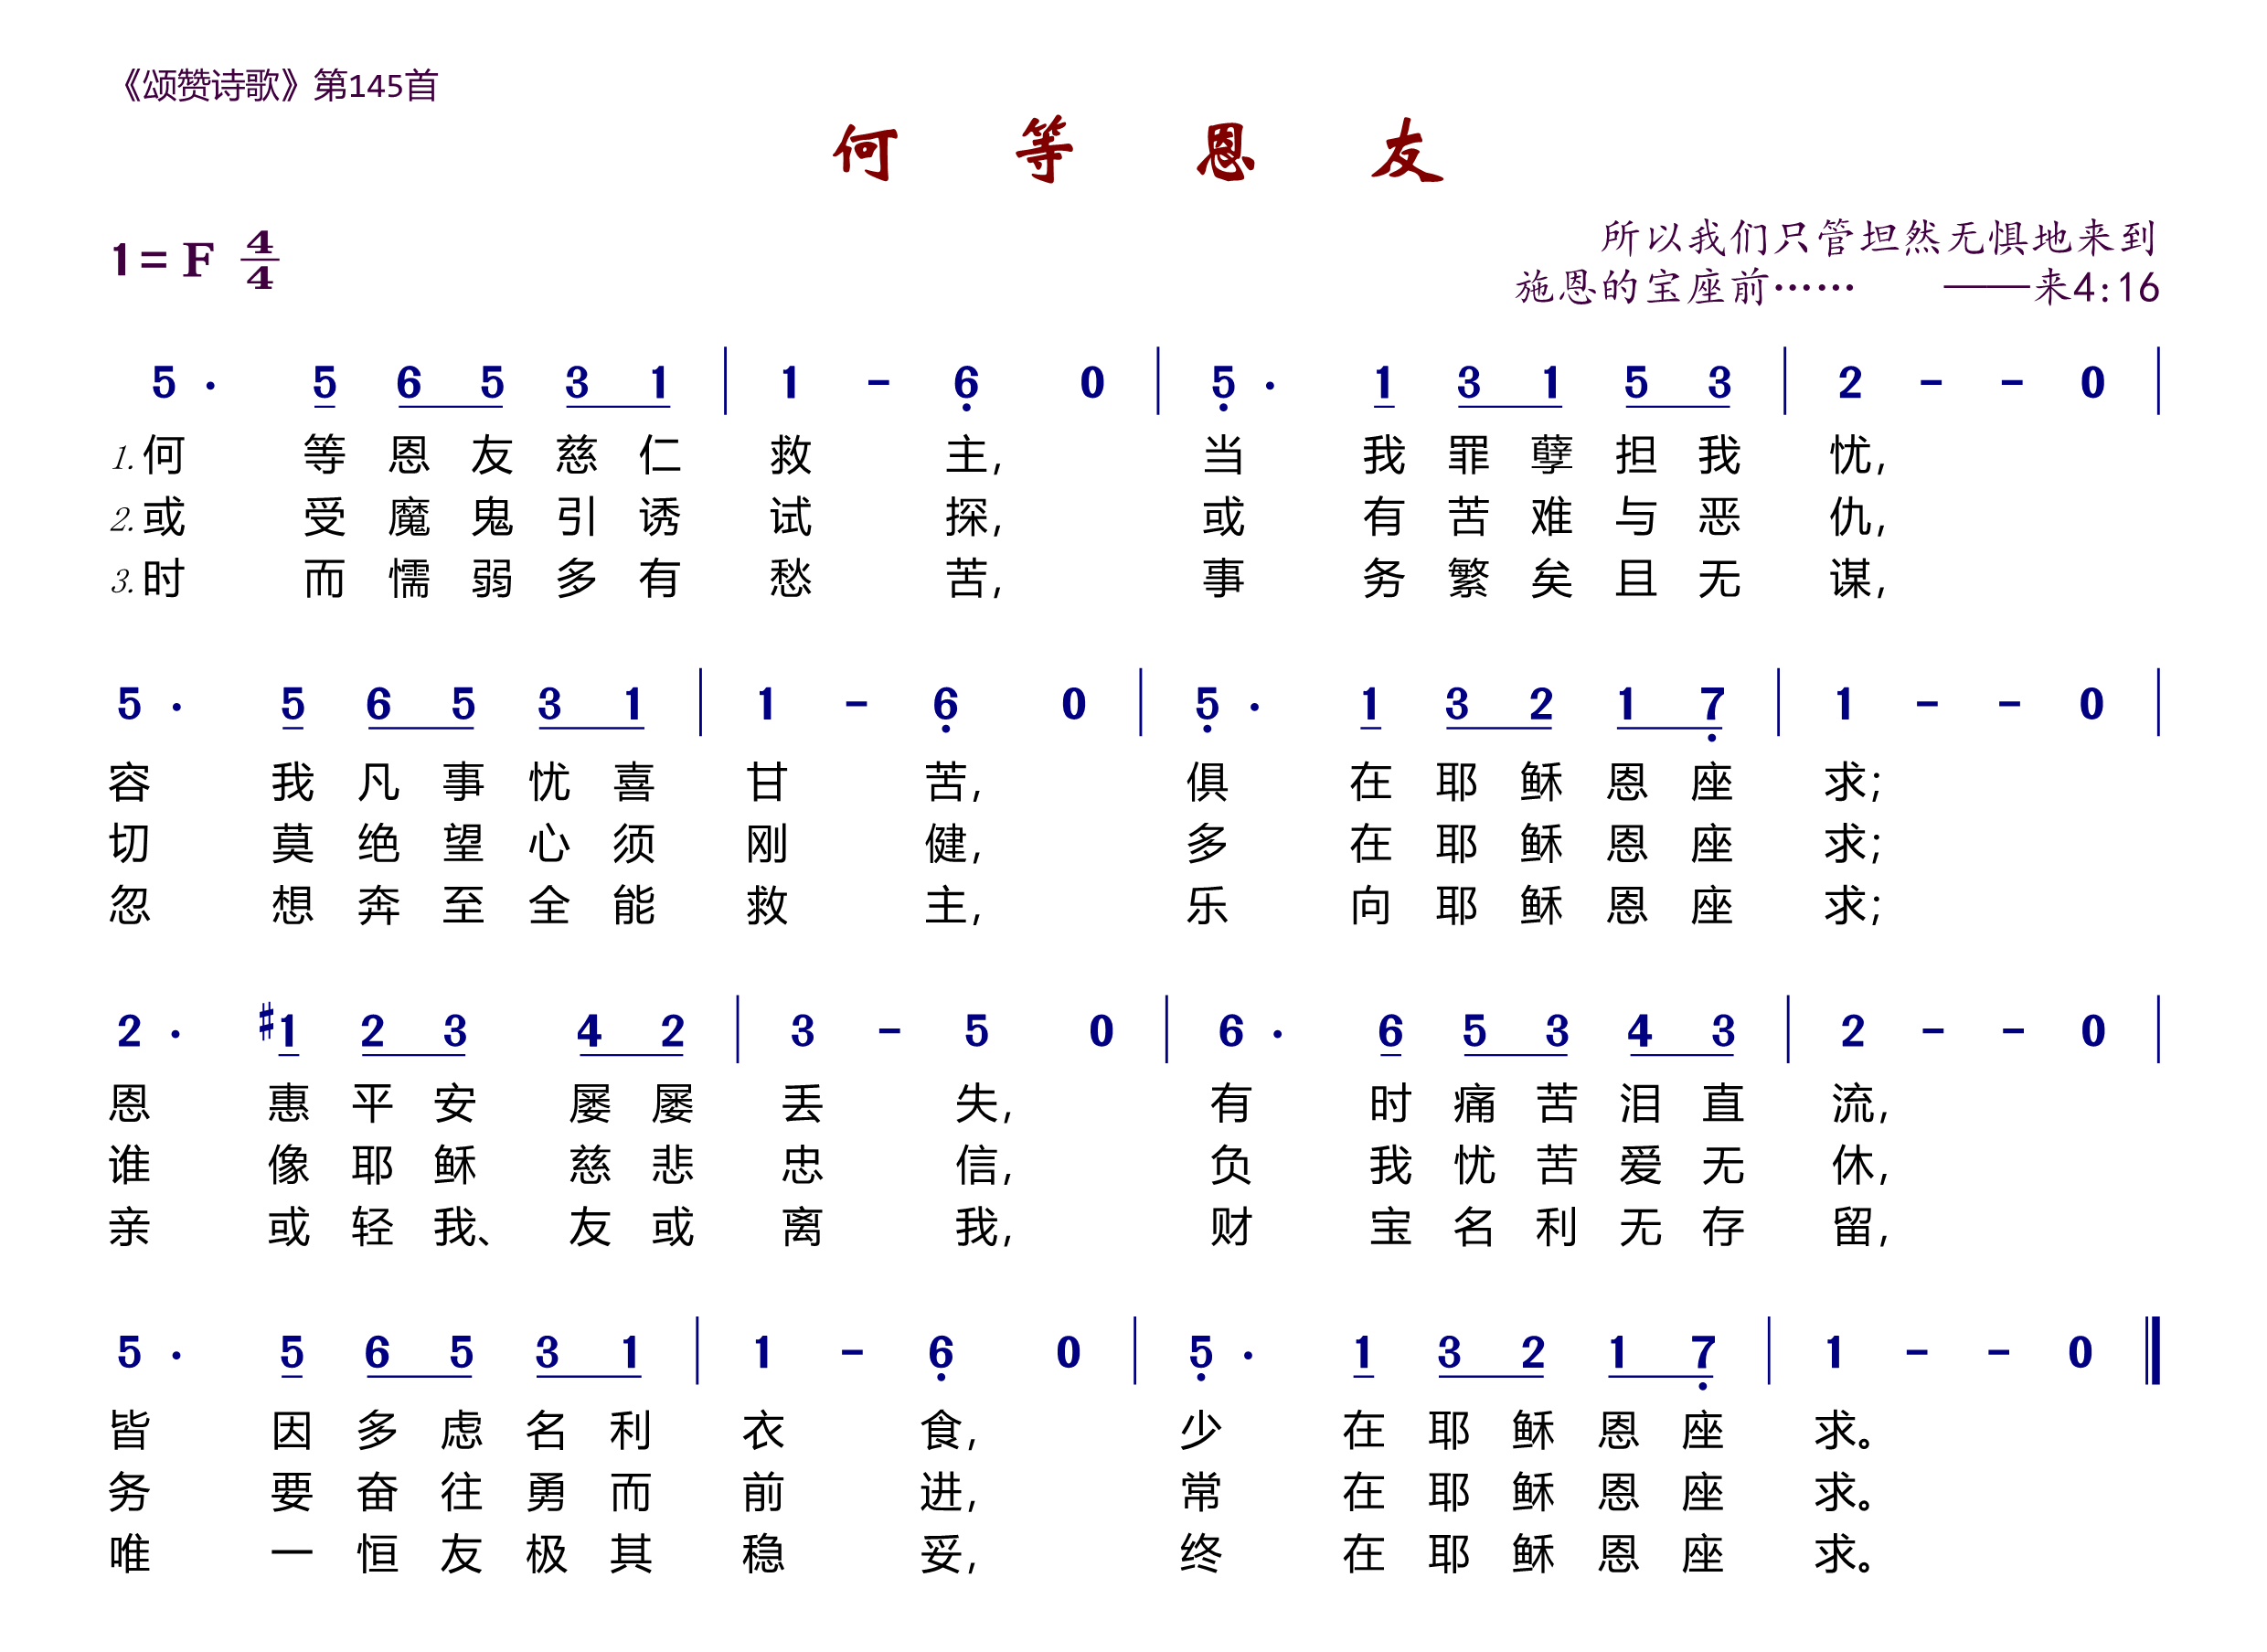 《颂赞诗歌》第145首
何等恩友
1=F 4/4
所以我们只管坦然无惧地来到
施恩的宝座前…… ——来4:16
5 · 5 6 5 3 1 | 1 - 6 0 | 5 · 1 3 1 5 3 | 2 - - 0 |
1.何等恩友慈仁救主,当我罪孽担我忧,
2.或受魔鬼引诱试探,或有苦难与恶仇,
3.时而懦弱多有愁苦,事务繁矣且无谋,
5 · 5 6 5 3 1 | 1 - 6 0 | 5 · 1 3 2 1 7 | 1 - - 0 |
容我凡事忧喜甘苦,俱在耶稣恩座求;
切莫绝望心须刚健,多在耶稣恩座求;
忽想奔至全能救主,乐向耶稣恩座求;
2 · #1 2 3 4 2 | 3 - 5 0 | 6 · 6 5 3 4 3 | 2 - - 0 |
恩惠平安屡屡丢失,有时痛苦泪直流,
谁像耶稣慈悲忠信,负我忧苦爱无休,
亲或轻我、友或离我,财宝名利无存留,
5 · 5 6 5 3 1 | 1 - 6 0 | 5 · 1 3 2 1 7 | 1 - - 0 ‖
皆因多虑名利衣食,少在耶稣恩座求。
务要奋往勇而前进,常在耶稣恩座求。
唯一恒友极其稳妥,终在耶稣恩座求。